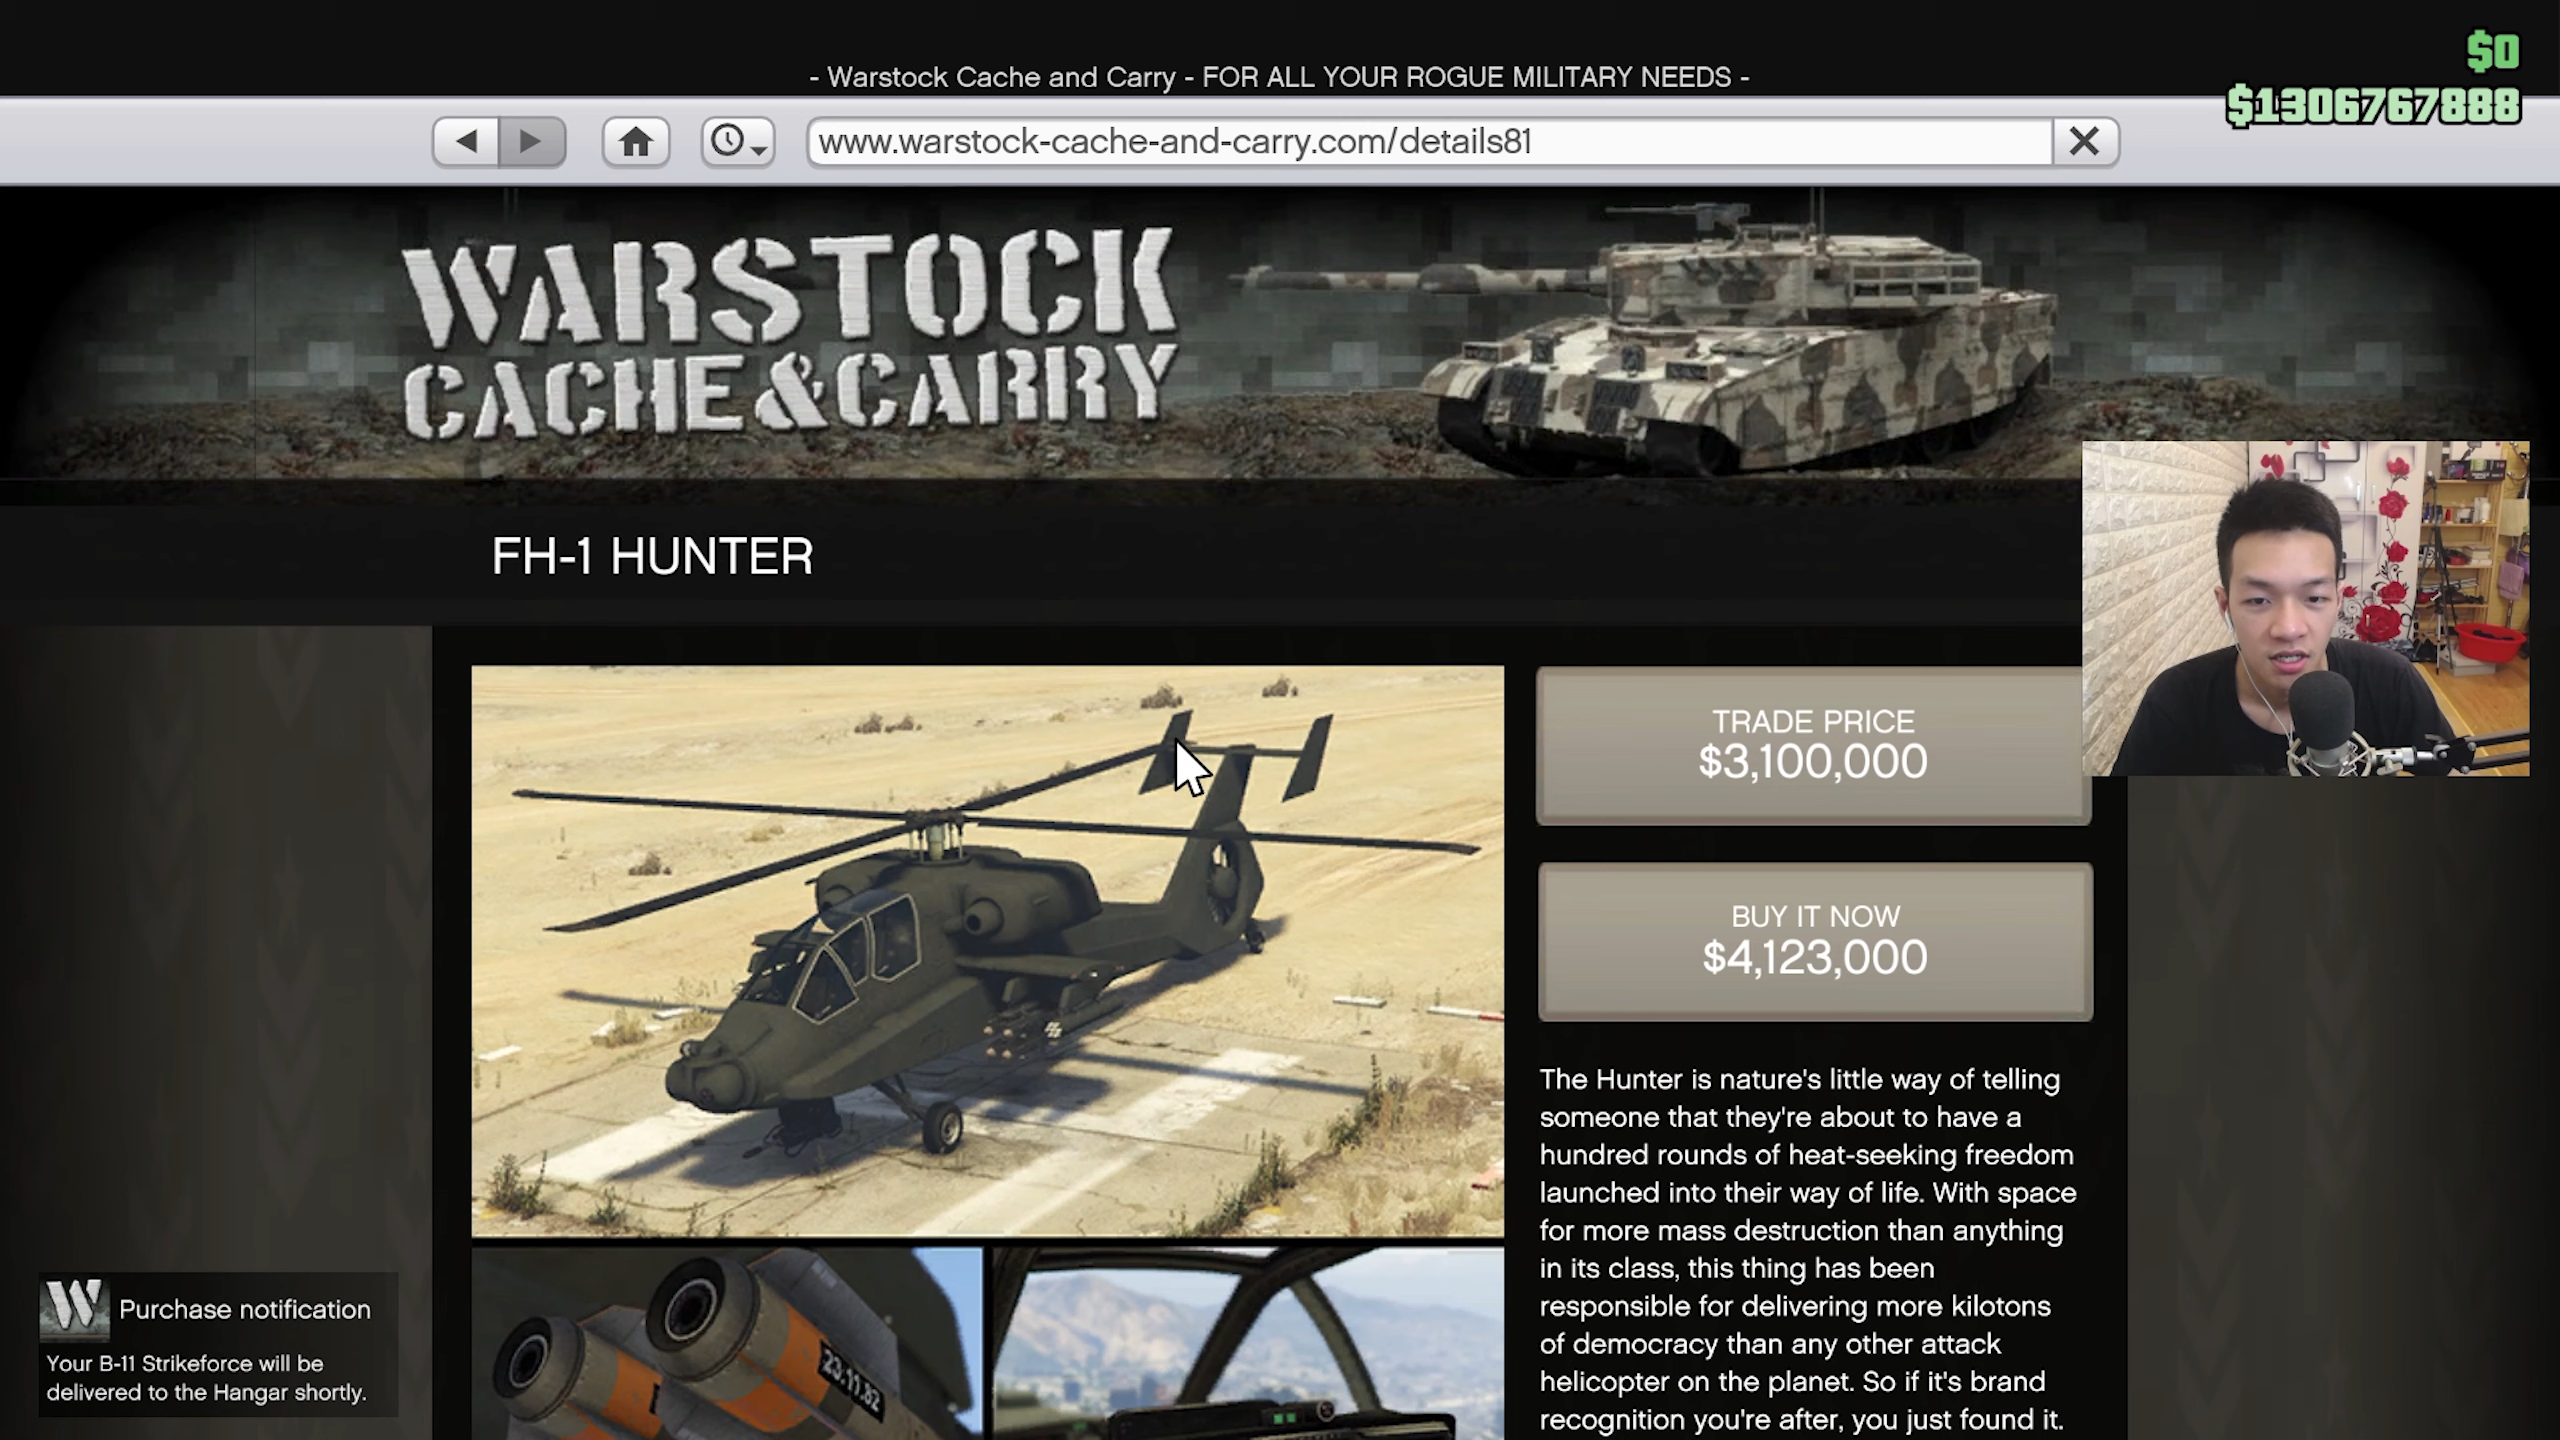 - Warstock Cache and Carry - FOR ALL YOUR ROGUE MILITARY NEEDS -
$0
$1306767888
www.warstock-cache-and-carry.com/details81
WARSTOCK
CACHE&CARRY
FH-1 HUNTER
TRADE PRICE
$3,100,000
BUY IT NOW
$4,123,000
The Hunter is nature's little way of telling
someone that they're about to have a
hundred rounds of heat-seeking freedom
launched into their way of life. With space
for more mass destruction than anything
in its class, this thing has been
responsible for delivering more kilotons
of democracy than any other attack
helicopter on the planet. So if it's brand
recognition you're after, you just found it.
23.11.82
W
Purchase notification
Your B-11 Strikeforce will be
delivered to the Hangar shortly.